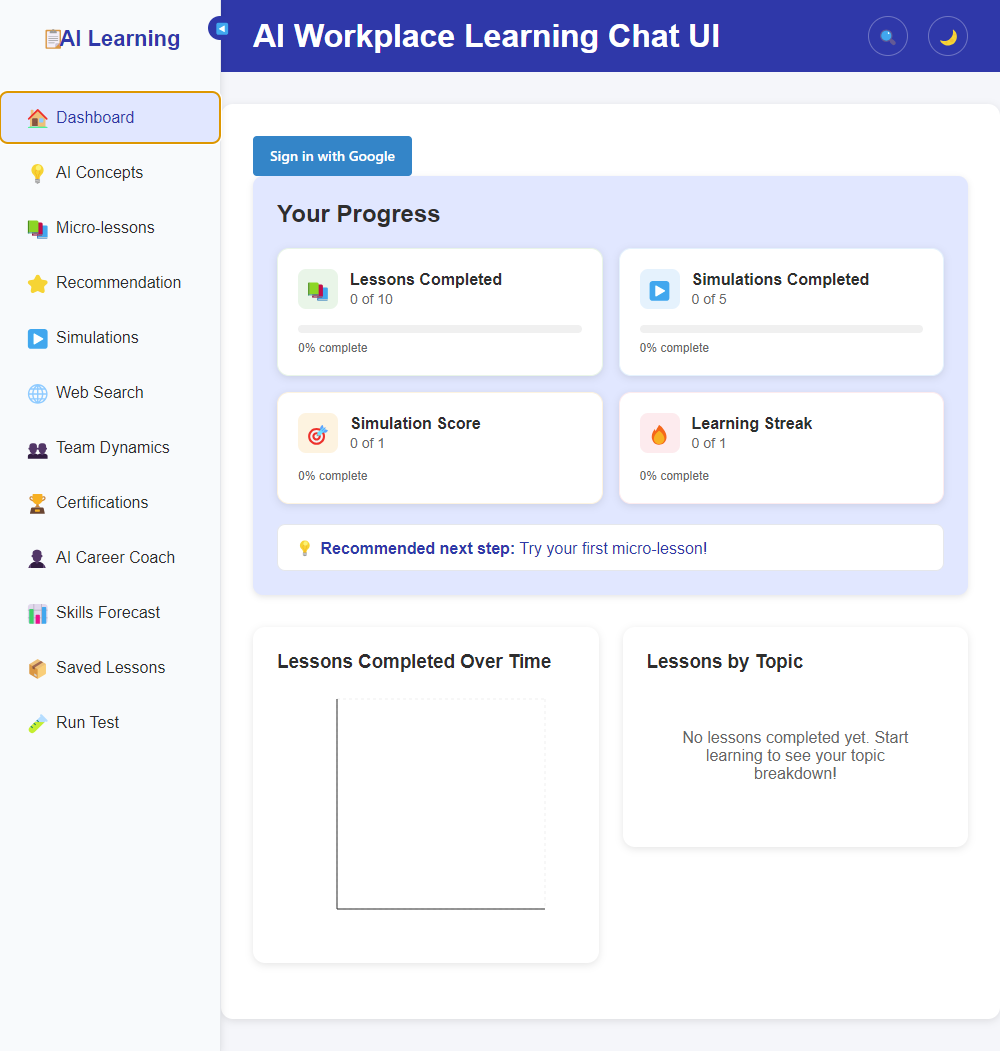 AI Learning
AI Workplace Learning Chat UI
Dashboard
AI Concepts
Micro-lessons
Recommendation
Simulations
Web Search
Team Dynamics
Certifications
AI Career Coach
Skills Forecast
Saved Lessons
Run Test
Sign in with Google
Your Progress
Lessons Completed
0 of 10
0% complete
Simulations Completed
0 of 5
0% complete
Simulation Score
0 of 1
0% complete
Learning Streak
0 of 1
0% complete
Recommended next step: Try your first micro-lesson!
Lessons Completed Over Time
Lessons by Topic
No lessons completed yet. Start
learning to see your topic
breakdown!